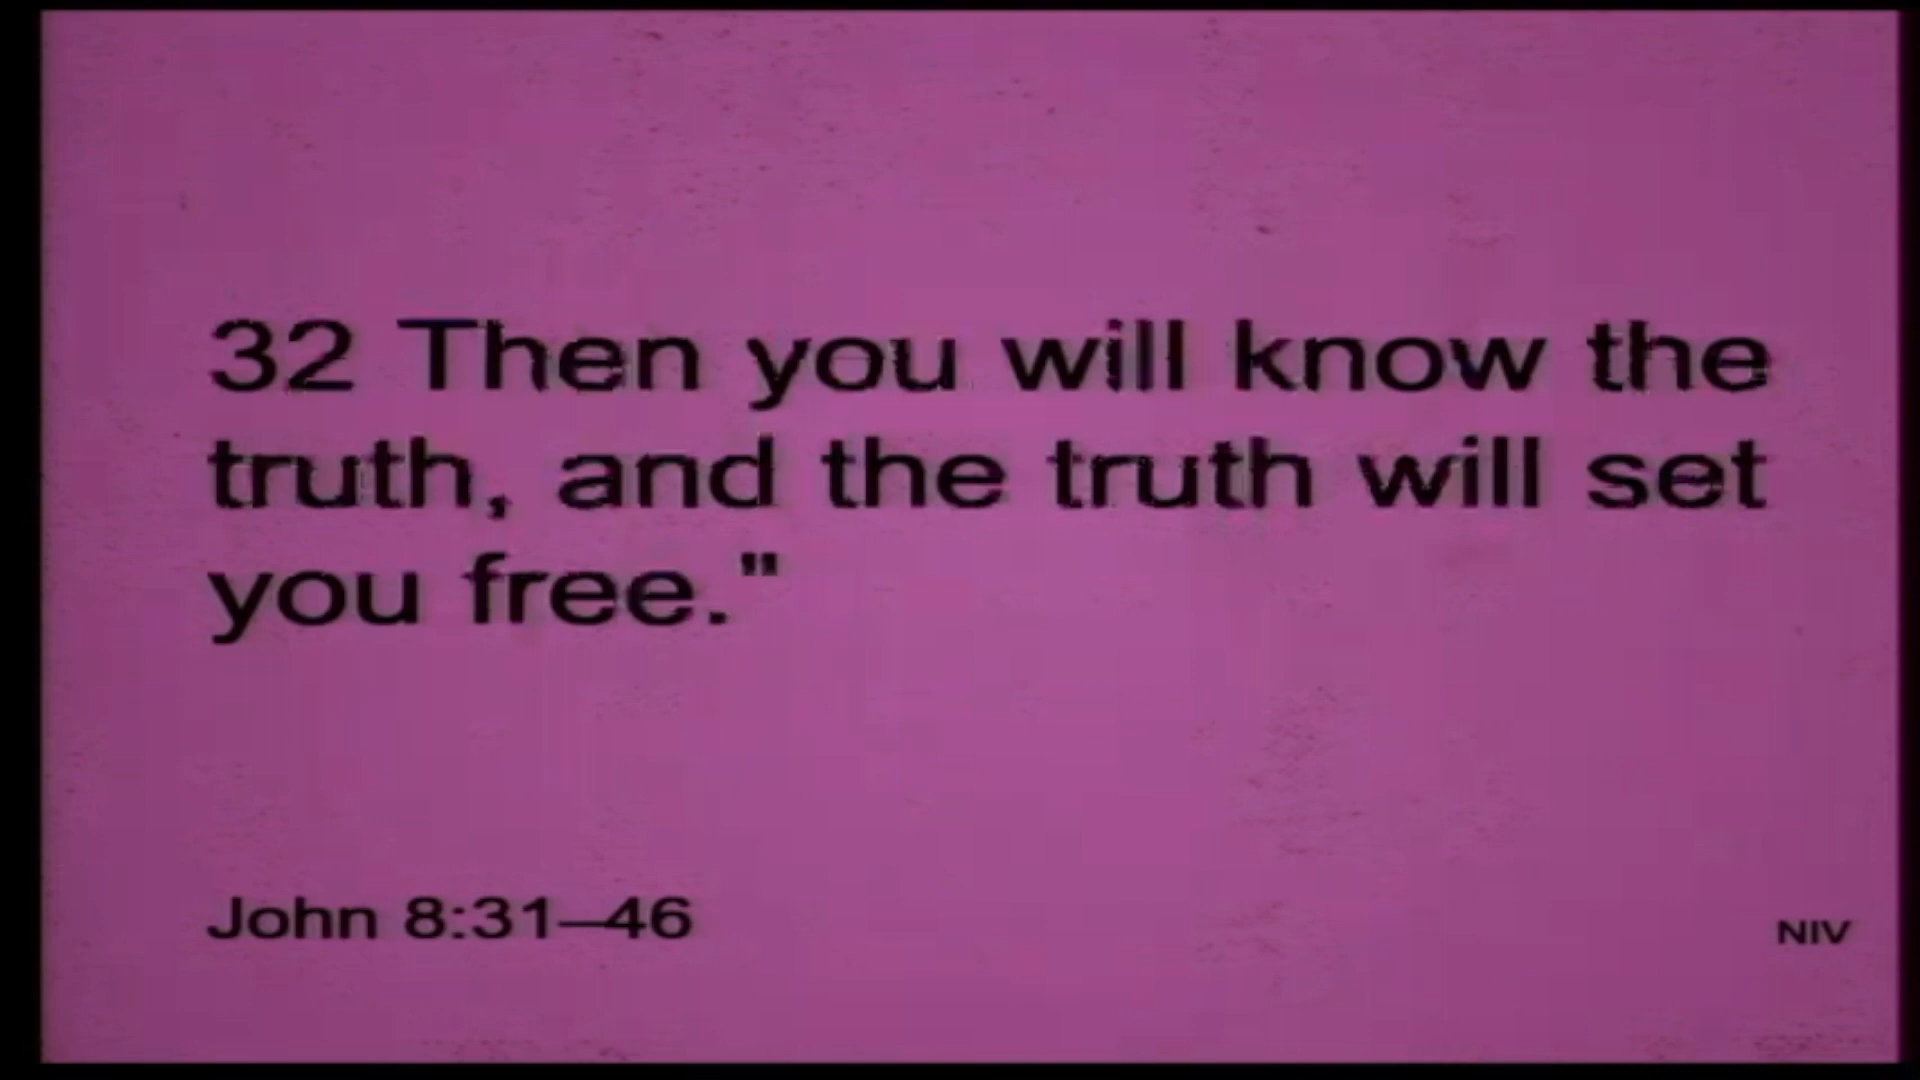 32 Then you will know the
truth, and the truth will set
you free."
John 8:31–46
NIV